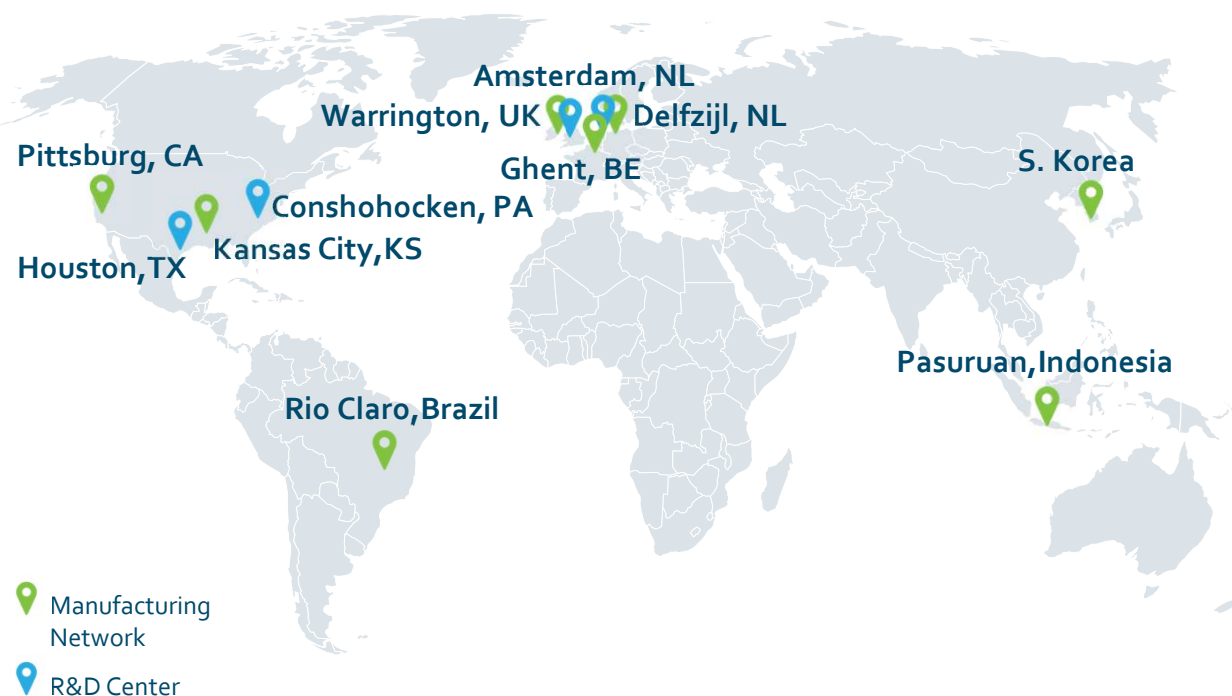 Amsterdam, NL
Warrington, UK
Delfzijl, NL
Pittsburg, CA
Ghent, BE
S. Korea
Conshohocken, PA
Kansas City,KS
Houston,TX
Pasuruan,Indonesia
Rio Claro,Brazil
Manufacturing
Network
R&D Center